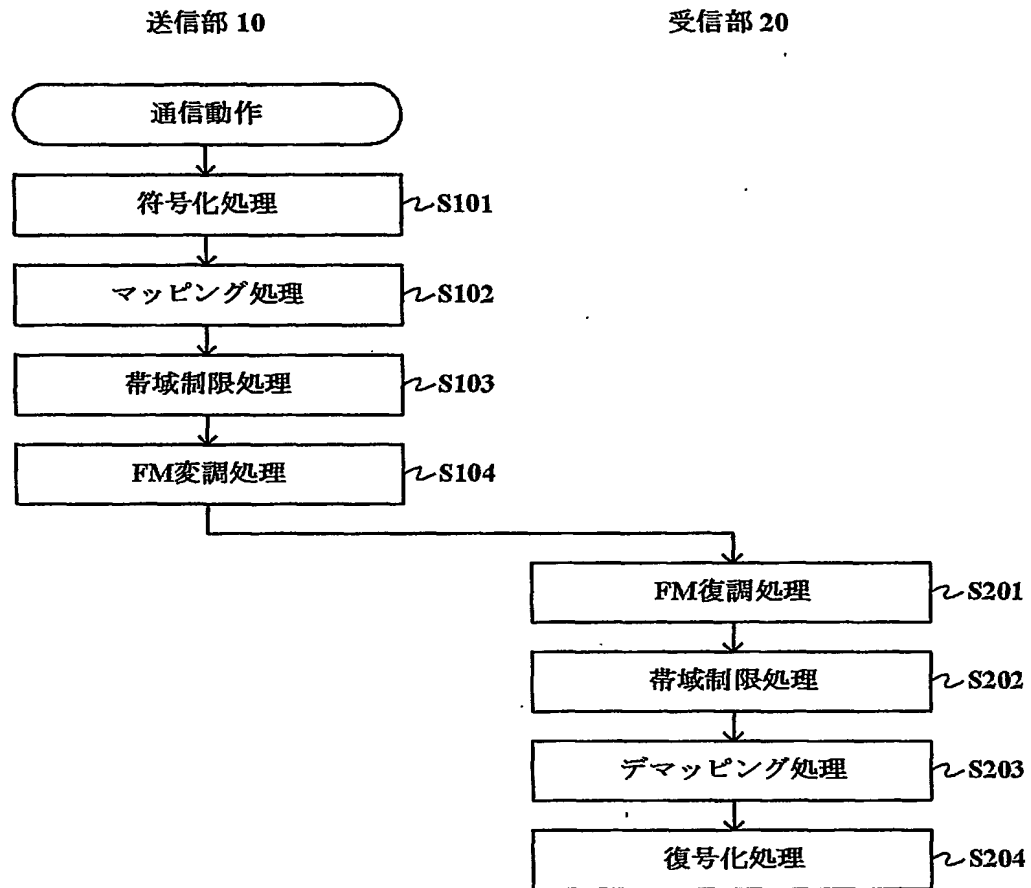 送信部 10
受信部 20
通信動作
符号化処理
S101
マッピング処理
S102
帯域制限処理
S103
FM変調処理
S104
FM復調処理
S201
帯域制限処理
S202
デマッピング処理
S203
復号化処理
S204